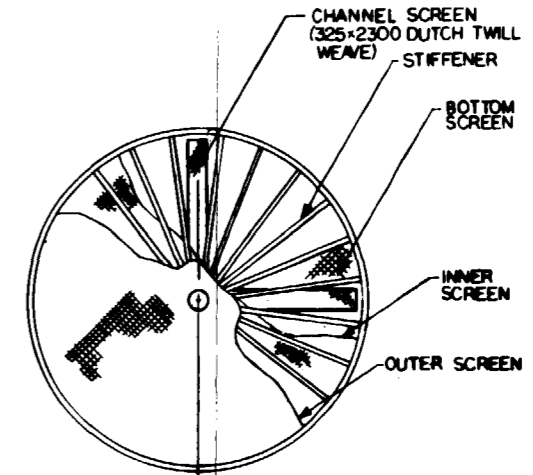 CHANNEL SCREEN
(325×2300 DUTCH TWILL
WEAVE)
STIFFENER
BOTTOM
SCREEN
INNER
SCREEN
OUTER SCREEN